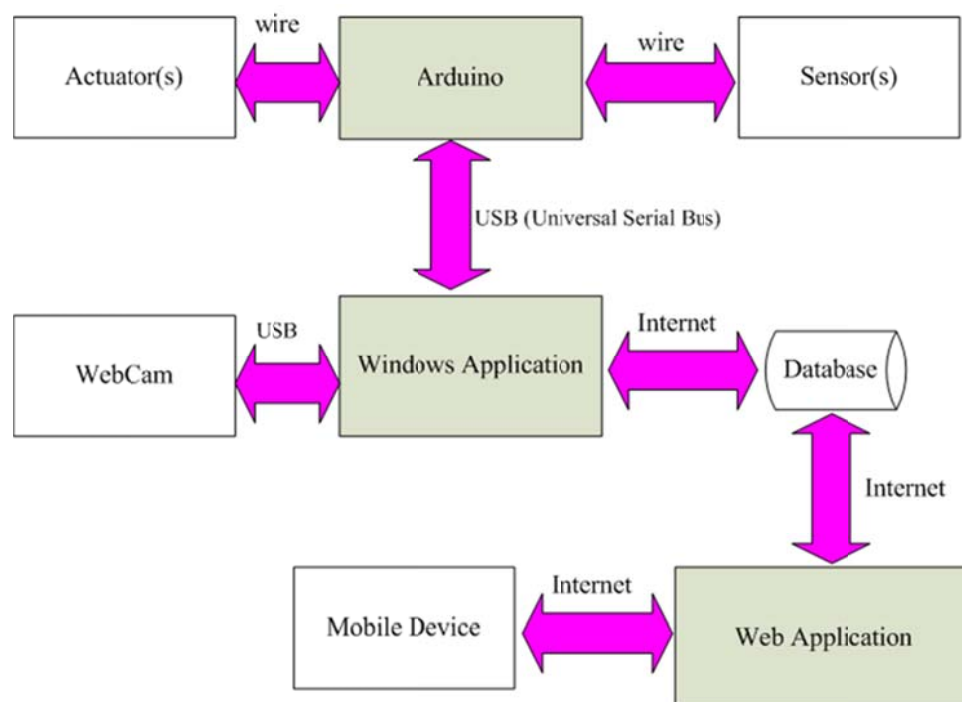 wire
wire
Actuator(s)
Arduino
Sensor(s)
USB (Universal Serial Bus)
USB
Internet
WebCam
Windows Application
Database
Internet
Internet
Mobile Device
Web Application